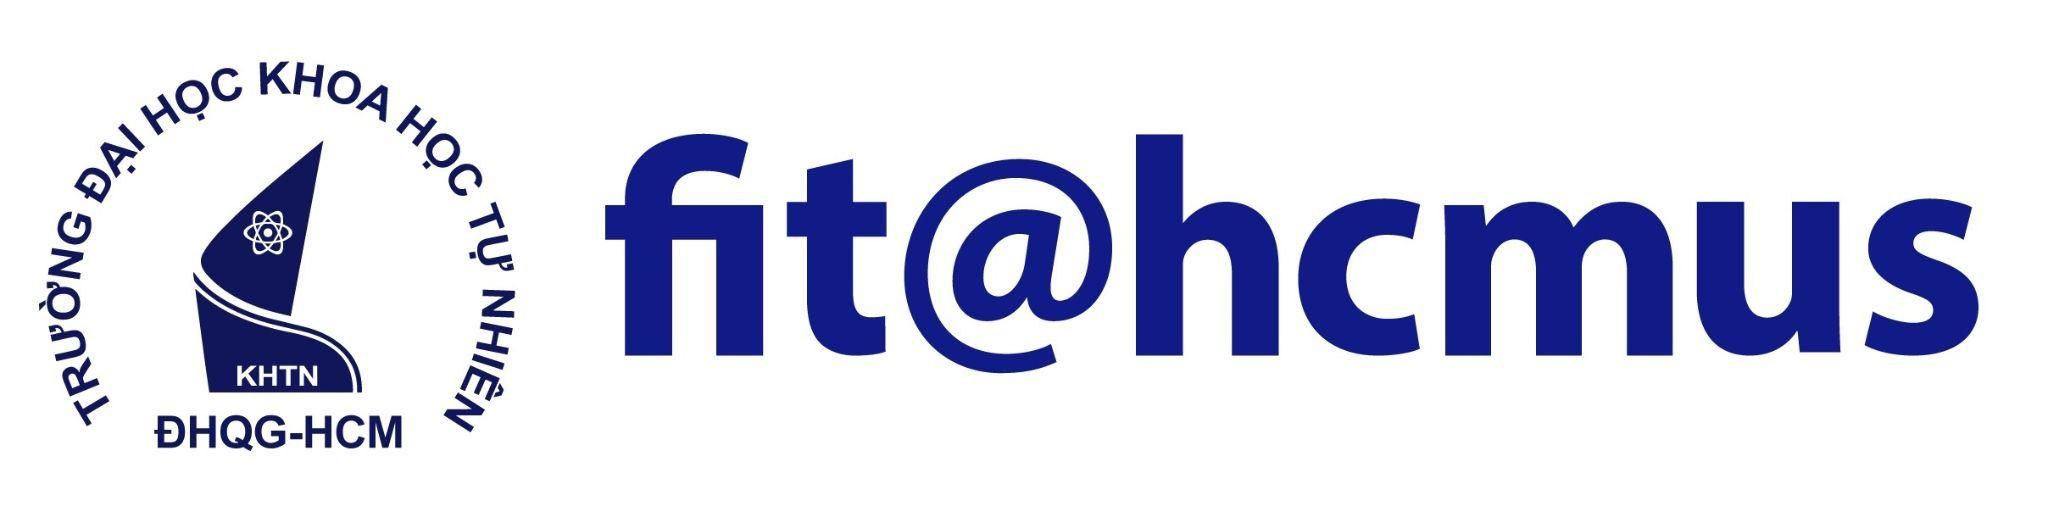 TRƯỜNG ĐẠI HỌC KHOA HỌC TỰ NHIÊN
KHTN
ĐHQG-HCM
fit@hcmus